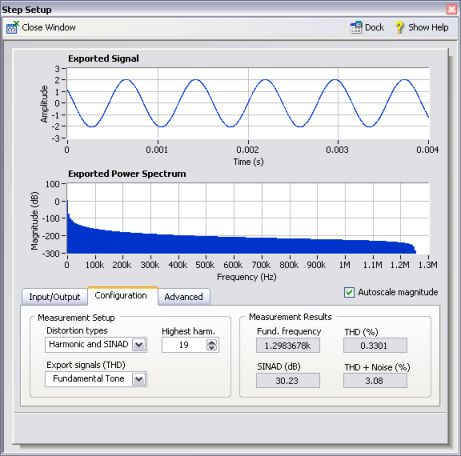 Step Setup
Close Window Dock ? Show Help
Exported Signal
3
2
1
0
-1
-2
-3
Amplitude
0 0.001 0.002 0.003 0.004
Time (s)
Exported Power Spectrum
100
0
-100
-200
-300
Magnitude (dB)
0 100k 200k 300k 400k 500k 600k 700k 800k 900k 1M 1.1M 1.2M 1.3M
Frequency (Hz)
Input/Output Configuration Advanced
Autoscale magnitude
Measurement Setup
Distortion types Highest harm.
Harmonic and SINAD 19
Export signals (THD)
Fundamental Tone
Measurement Results
Fund. frequency THD (%)
1.2983678k 0.3301
SINAD (dB) THD + Noise (%)
30.23 3.08